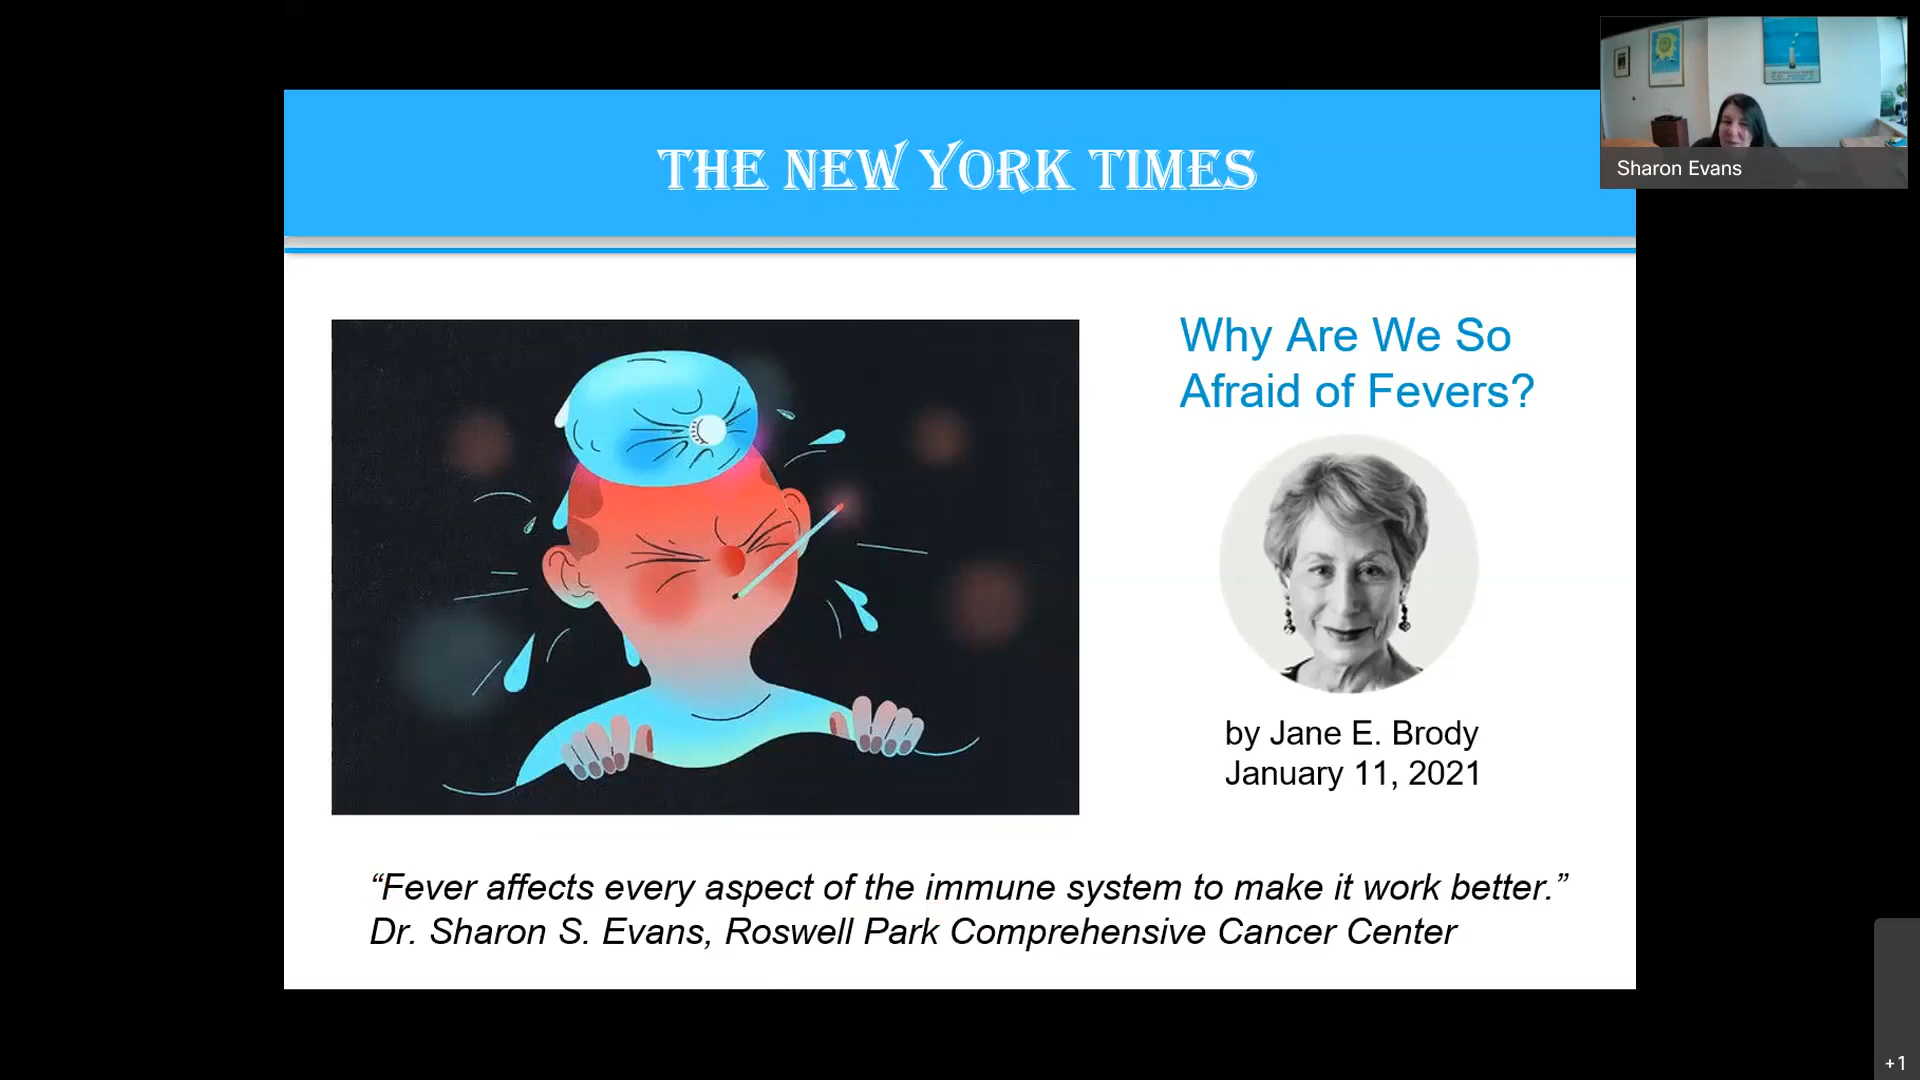 THE NEW YORK TIMES
Sharon Evans
Why Are We So
Afraid of Fevers?
by Jane E. Brody
January 11, 2021
“Fever affects every aspect of the immune system to make it work better.”
Dr. Sharon S. Evans, Roswell Park Comprehensive Cancer Center
+1